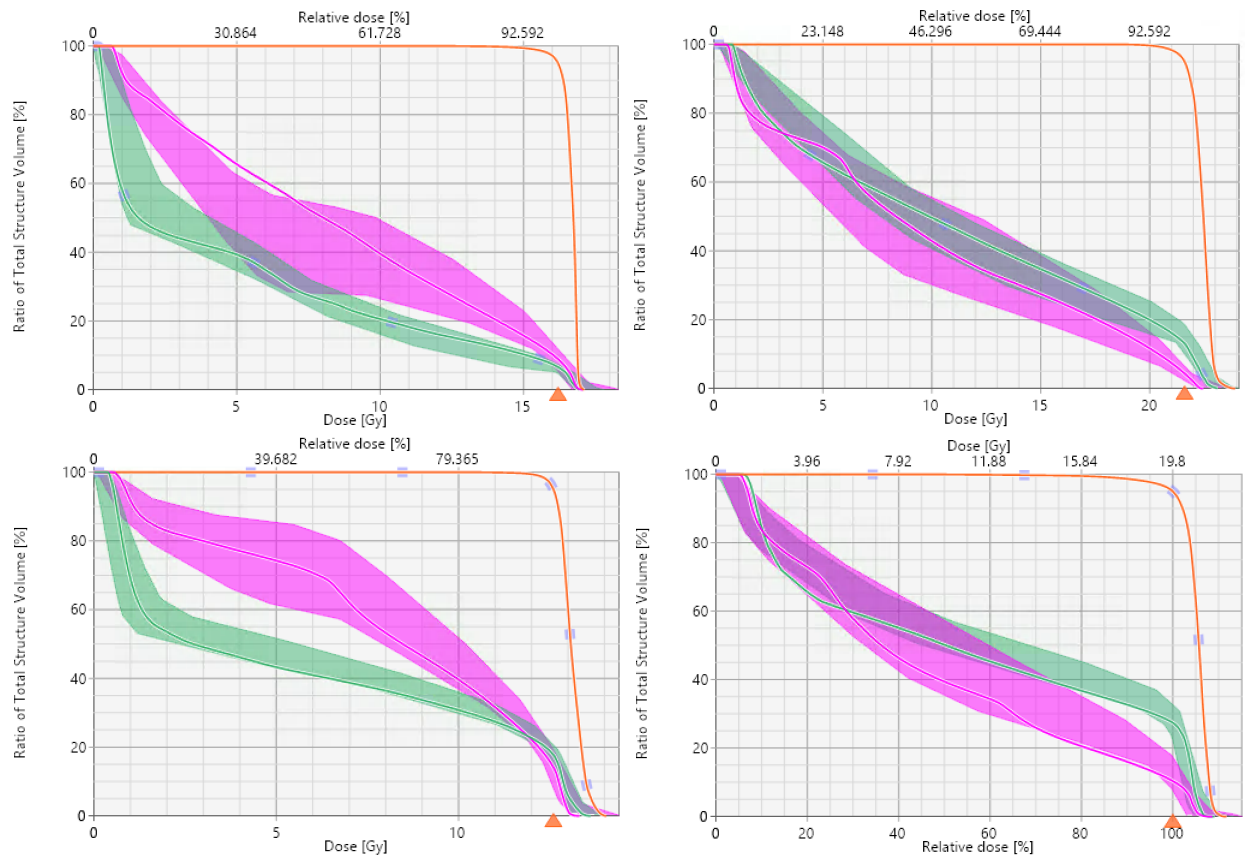 Relative dose [%]
0 30.864 61.728 92.592
100
80
60
40
20
0
Ratio of Total Structure Volume [%]
0 5 10 15
Dose [Gy]
Relative dose [%]
0 23.148 46.296 69.444 92.592
100
80
60
40
20
0
Ratio of Total Structure Volume [%]
0 5 10 15 20
Dose [Gy]
Relative dose [%]
0 39.682 79.365
100
80
60
40
20
0
Ratio of Total Structure Volume [%]
0 5 10
Dose [Gy]
Dose [Gy]
0 3.96 7.92 11.88 15.84 19.8
100
80
60
40
20
0
Ratio of Total Structure Volume [%]
0 20 40 60 80 100
Relative dose [%]